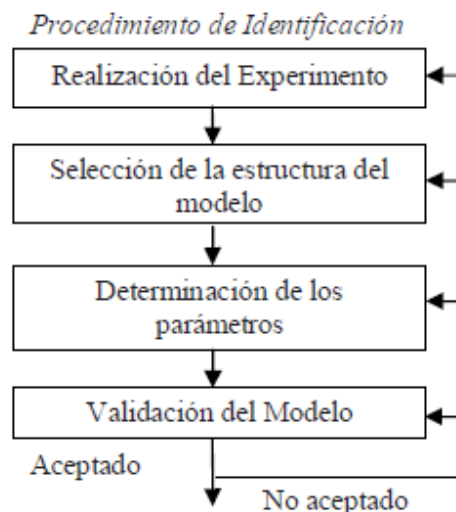 Procedimiento de Identificación
Realización del Experimento
Selección de la estructura del
modelo
Determinación de los
parámetros
Validación del Modelo
Aceptado
No aceptado